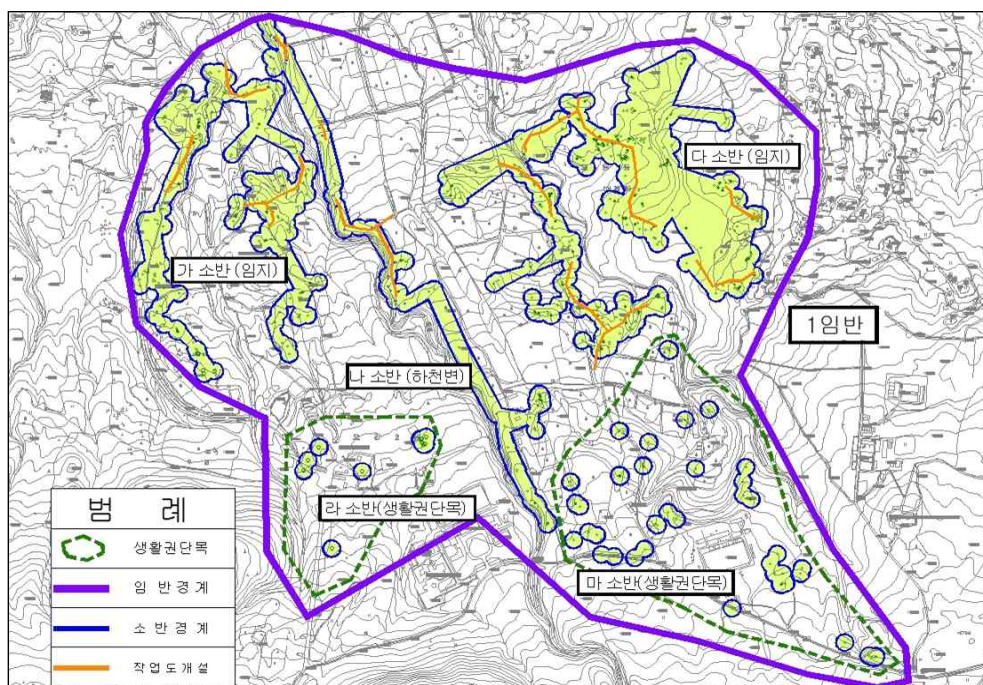 다 소반 (임지)
가 소반 (임지)
1임반
나 소반 (하천변)
라 소반(생활권단목)
마 소반(생활권단목)
범 례
생활권단목
임 반 경 계
소 반 경 계
작업도개설